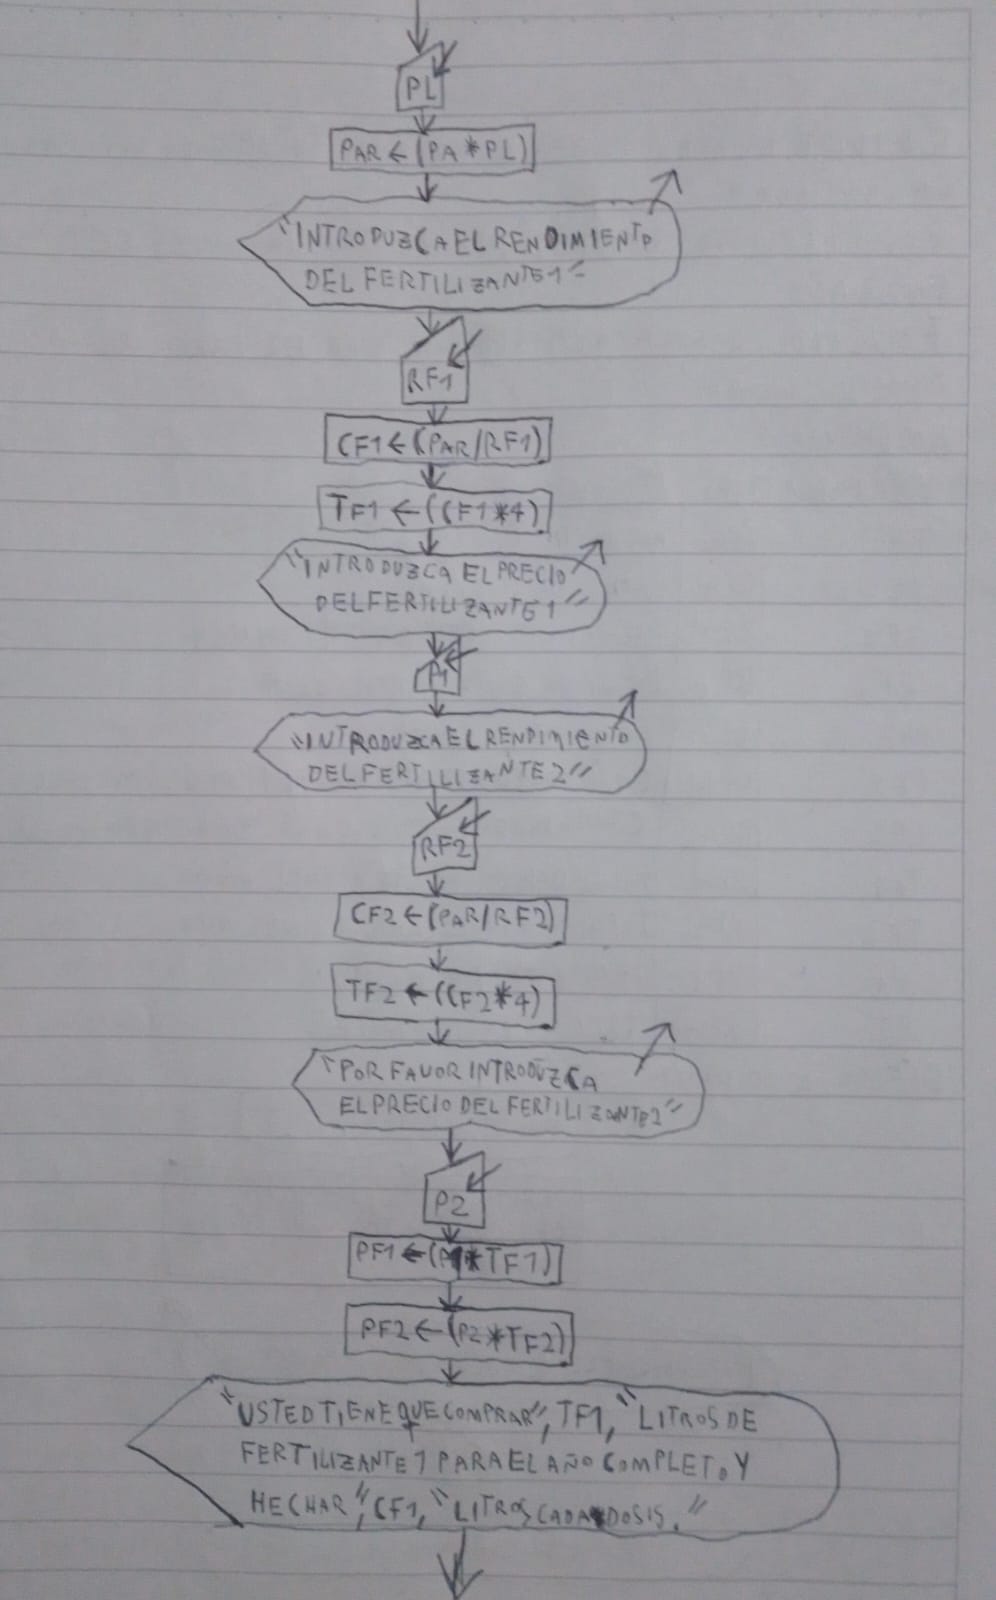 PL
PAR ← (PA * PL)
"INTRODUZCA EL RENDIMIENTO
DEL FERTILIZANTE 1"
RF1
CF1 ← (PAR/RF1)
TF1 ← (CF1*4)
"INTRODUZCA EL PRECIO
DEL FERTILIZANTE 1"
P1
"INTRODUZCA EL RENDIMIENTO
DEL FERTILIZANTE 2"
RF2
CF2 ← (PAR/RF2)
TF2 ← (CF2*4)
"POR FAVOR INTRODUZCA
EL PRECIO DEL FERTILIZANTE 2"
P2
PF1 ← (P1*TF1)
PF2 ← (P2*TF2)
"USTED TIENE QUE COMPRAR", TF1, "LITROS DE
FERTILIZANTE 1 PARA EL AÑO COMPLETO Y
HECHAR", CF1, "LITROS CADA DOSIS."